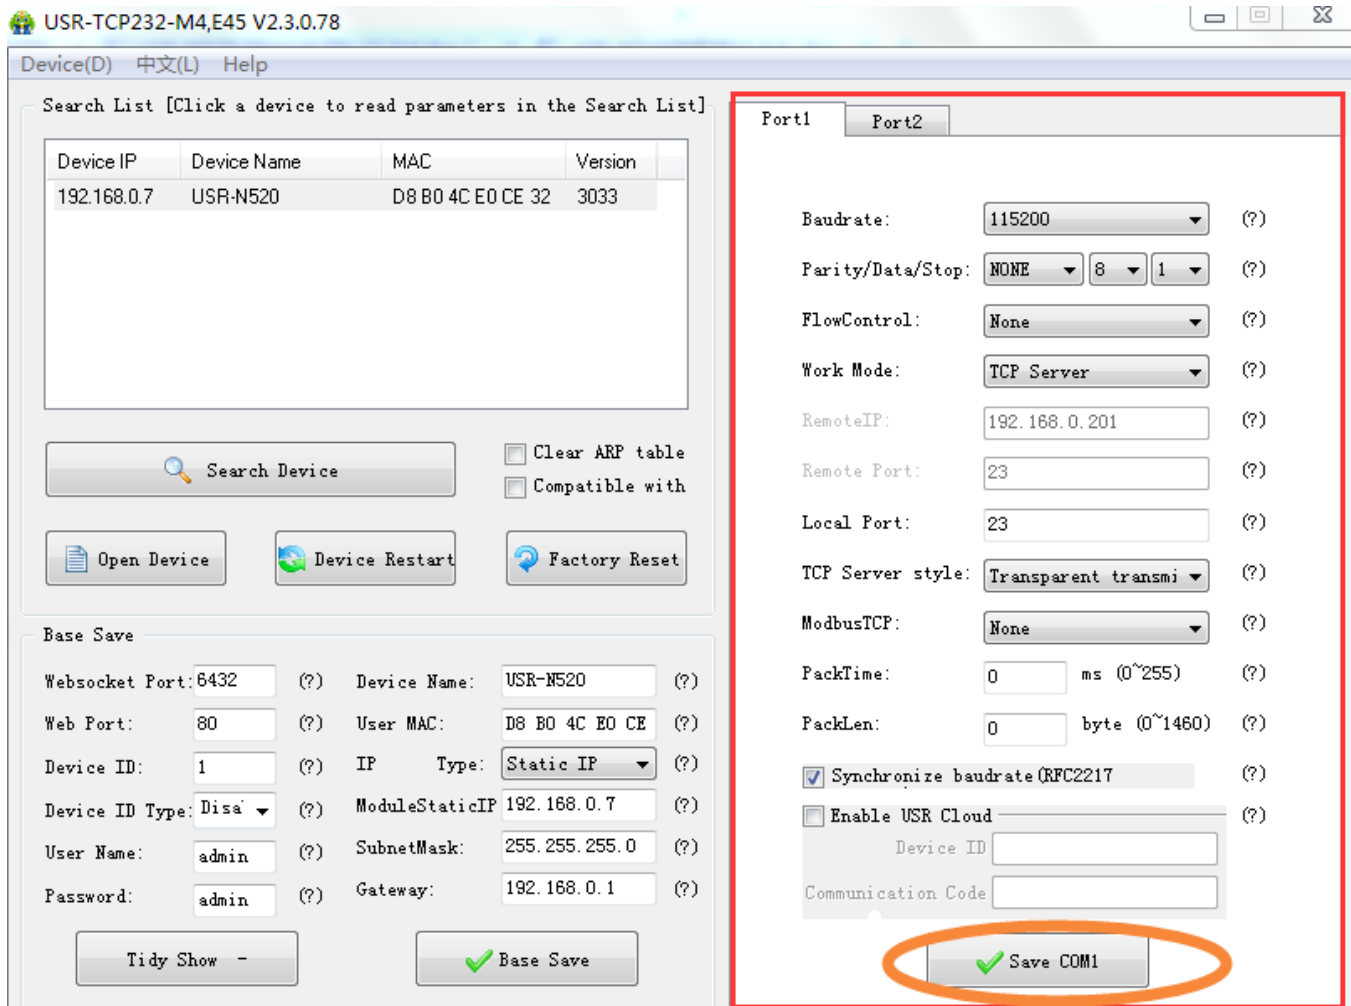 USR-TCP232-M4,E45 V2.3.0.78
Device(D) 中文(L) Help
Search List [Click a device to read parameters in the Search List]
Device IP Device Name MAC Version
192.168.0.7 USR-N520 D8 B0 4C E0 CE 32 3033
Search Device
Clear ARP table
Compatible with
Open Device
Device Restart
Factory Reset
Base Save
Websocket Port: 6432 (?) Device Name: USR-N520 (?)
Web Port: 80 (?) User MAC: D8 B0 4C E0 CE (?)
Device ID: 1 (?) IP Type: Static IP (?)
Device ID Type: Disa (?) ModuleStaticIP 192.168.0.7 (?)
User Name: admin (?) SubnetMask: 255.255.255.0 (?)
Password: admin (?) Gateway: 192.168.0.1 (?)
Tidy Show -
Base Save
Port1 Port2
Baudrate: 115200 (?)
Parity/Data/Stop: NONE 8 1 (?)
FlowControl: None (?)
Work Mode: TCP Server (?)
RemoteIP: 192.168.0.201 (?)
Remote Port: 23 (?)
Local Port: 23 (?)
TCP Server style: Transparent transmi (?)
ModbusTCP: None (?)
PackTime: 0 ms (0~255) (?)
PackLen: 0 byte (0~1460) (?)
Synchronize baudrate(RFC2217 (?)
Enable USR Cloud (?)
Device ID
Communication Code
Save COM1